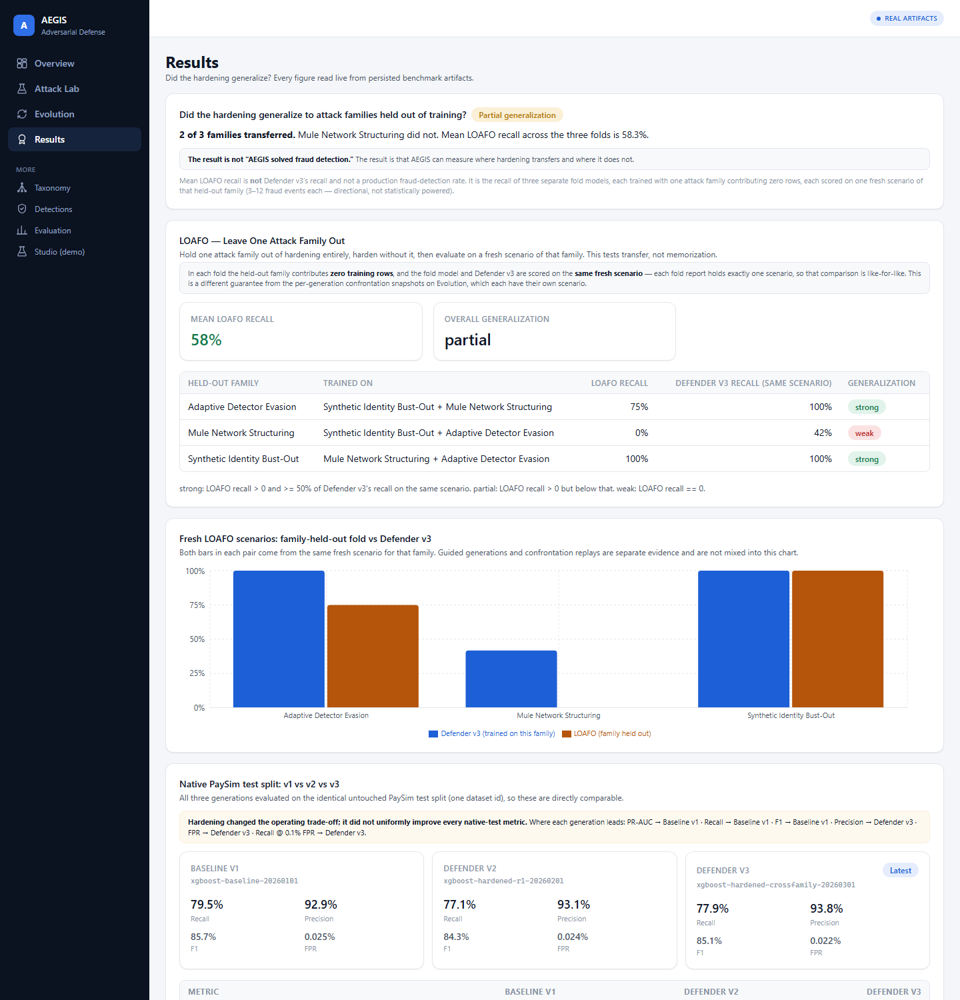 A
AEGIS
Adversarial Defense
Overview
Attack Lab
Evolution
Results
MORE
Taxonomy
Detections
Evaluation
Studio (demo)
REAL ARTIFACTS
Results
Did the hardening generalize? Every figure read live from persisted benchmark artifacts.
Did the hardening generalize to attack families held out of training? Partial generalization
2 of 3 families transferred. Mule Network Structuring did not. Mean LOAFO recall across the three folds is 58.3%.
The result is not “AEGIS solved fraud detection.” The result is that AEGIS can measure where hardening transfers and where it does not.
Mean LOAFO recall is not Defender v3's recall and not a production fraud-detection rate. It is the recall of three separate fold models, each trained with one attack family contributing zero rows, each scored on one fresh scenario of
that held-out family (3–12 fraud events each — directional, not statistically powered).
LOAFO — Leave One Attack Family Out
Hold one attack family out of hardening entirely, harden without it, then evaluate on a fresh scenario of that family. This tests transfer, not memorization.
In each fold the held-out family contributes zero training rows, and the fold model and Defender v3 are scored on the same fresh scenario — each fold report holds exactly one scenario, so that comparison is like-for-like. This
is a different guarantee from the per-generation confrontation snapshots on Evolution, which each have their own scenario.
MEAN LOAFO RECALL
58%
OVERALL GENERALIZATION
partial
HELD-OUT FAMILY TRAINED ON LOAFO RECALL DEFENDER V3 RECALL (SAME SCENARIO) GENERALIZATION
Adaptive Detector Evasion Synthetic Identity Bust-Out + Mule Network Structuring 75% 100% strong
Mule Network Structuring Synthetic Identity Bust-Out + Adaptive Detector Evasion 0% 42% weak
Synthetic Identity Bust-Out Mule Network Structuring + Adaptive Detector Evasion 100% 100% strong
strong: LOAFO recall > 0 and >= 50% of Defender v3's recall on the same scenario. partial: LOAFO recall > 0 but below that. weak: LOAFO recall == 0.
Fresh LOAFO scenarios: family-held-out fold vs Defender v3
Both bars in each pair come from the same fresh scenario for that family. Guided generations and confrontation replays are separate evidence and are not mixed into this chart.
100%
75%
50%
25%
0%
Adaptive Detector Evasion Mule Network Structuring Synthetic Identity Bust-Out
Defender v3 (trained on this family) LOAFO (family held out)
Native PaySim test split: v1 vs v2 vs v3
All three generations evaluated on the identical untouched PaySim test split (one dataset id), so these are directly comparable.
Hardening changed the operating trade-off; it did not uniformly improve every native-test metric. Where each generation leads: PR-AUC → Baseline v1 · Recall → Baseline v1 · F1 → Baseline v1 · Precision → Defender v3 ·
FPR → Defender v3 · Recall @ 0.1% FPR → Defender v3.
BASELINE V1
xgboost-baseline-20260101
79.5% 92.9%
Recall Precision
85.7% 0.025%
F1 FPR
DEFENDER V2
xgboost-hardened-r1-20260201
77.1% 93.1%
Recall Precision
84.3% 0.024%
F1 FPR
DEFENDER V3 Latest
xgboost-hardened-crossfamily-20260301
77.9% 93.8%
Recall Precision
85.1% 0.022%
F1 FPR
METRIC BASELINE V1 DEFENDER V2 DEFENDER V3